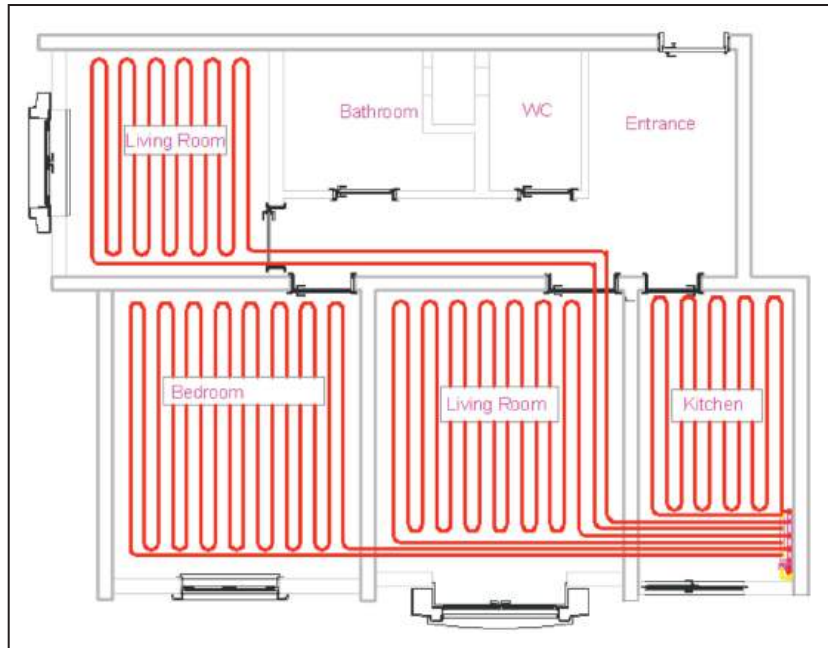 Living Room
Bathroom
WC
Entrance
Bedroom
Living Room
Kitchen